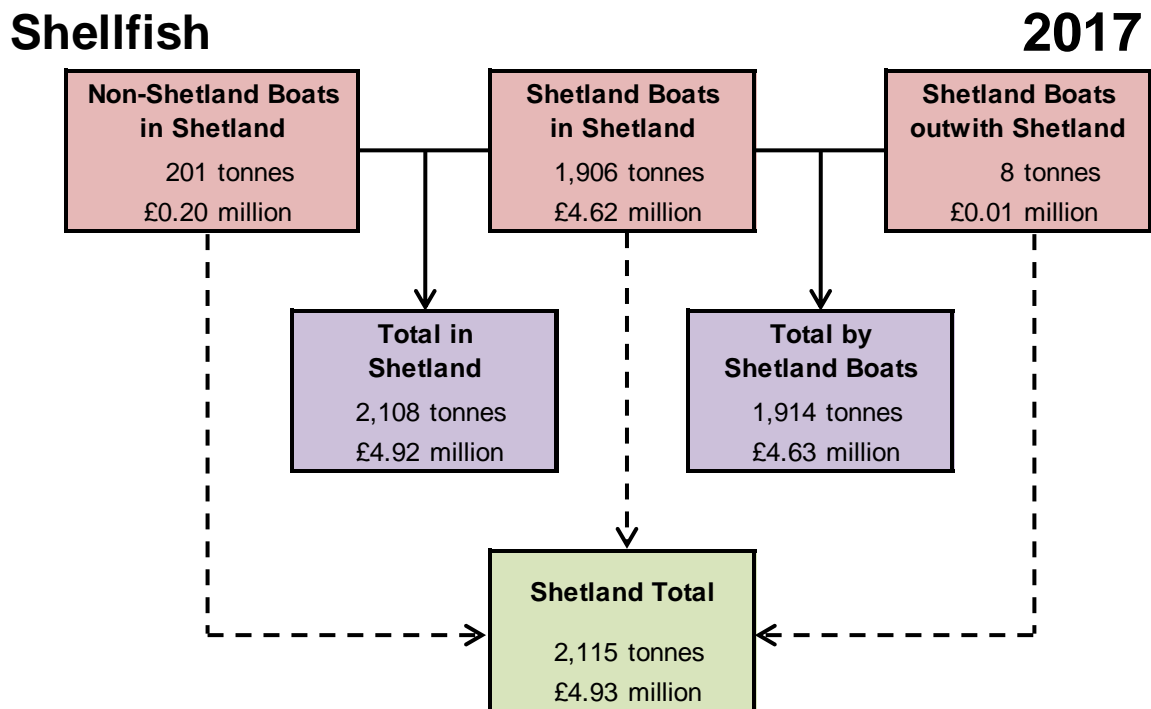 Shellfish
2017
Non-Shetland Boats
in Shetland
201 tonnes
£0.20 million
Shetland Boats
in Shetland
1,906 tonnes
£4.62 million
Shetland Boats
outwith Shetland
8 tonnes
£0.01 million
Total in
Shetland
2,108 tonnes
£4.92 million
Total by
Shetland Boats
1,914 tonnes
£4.63 million
Shetland Total
2,115 tonnes
£4.93 million